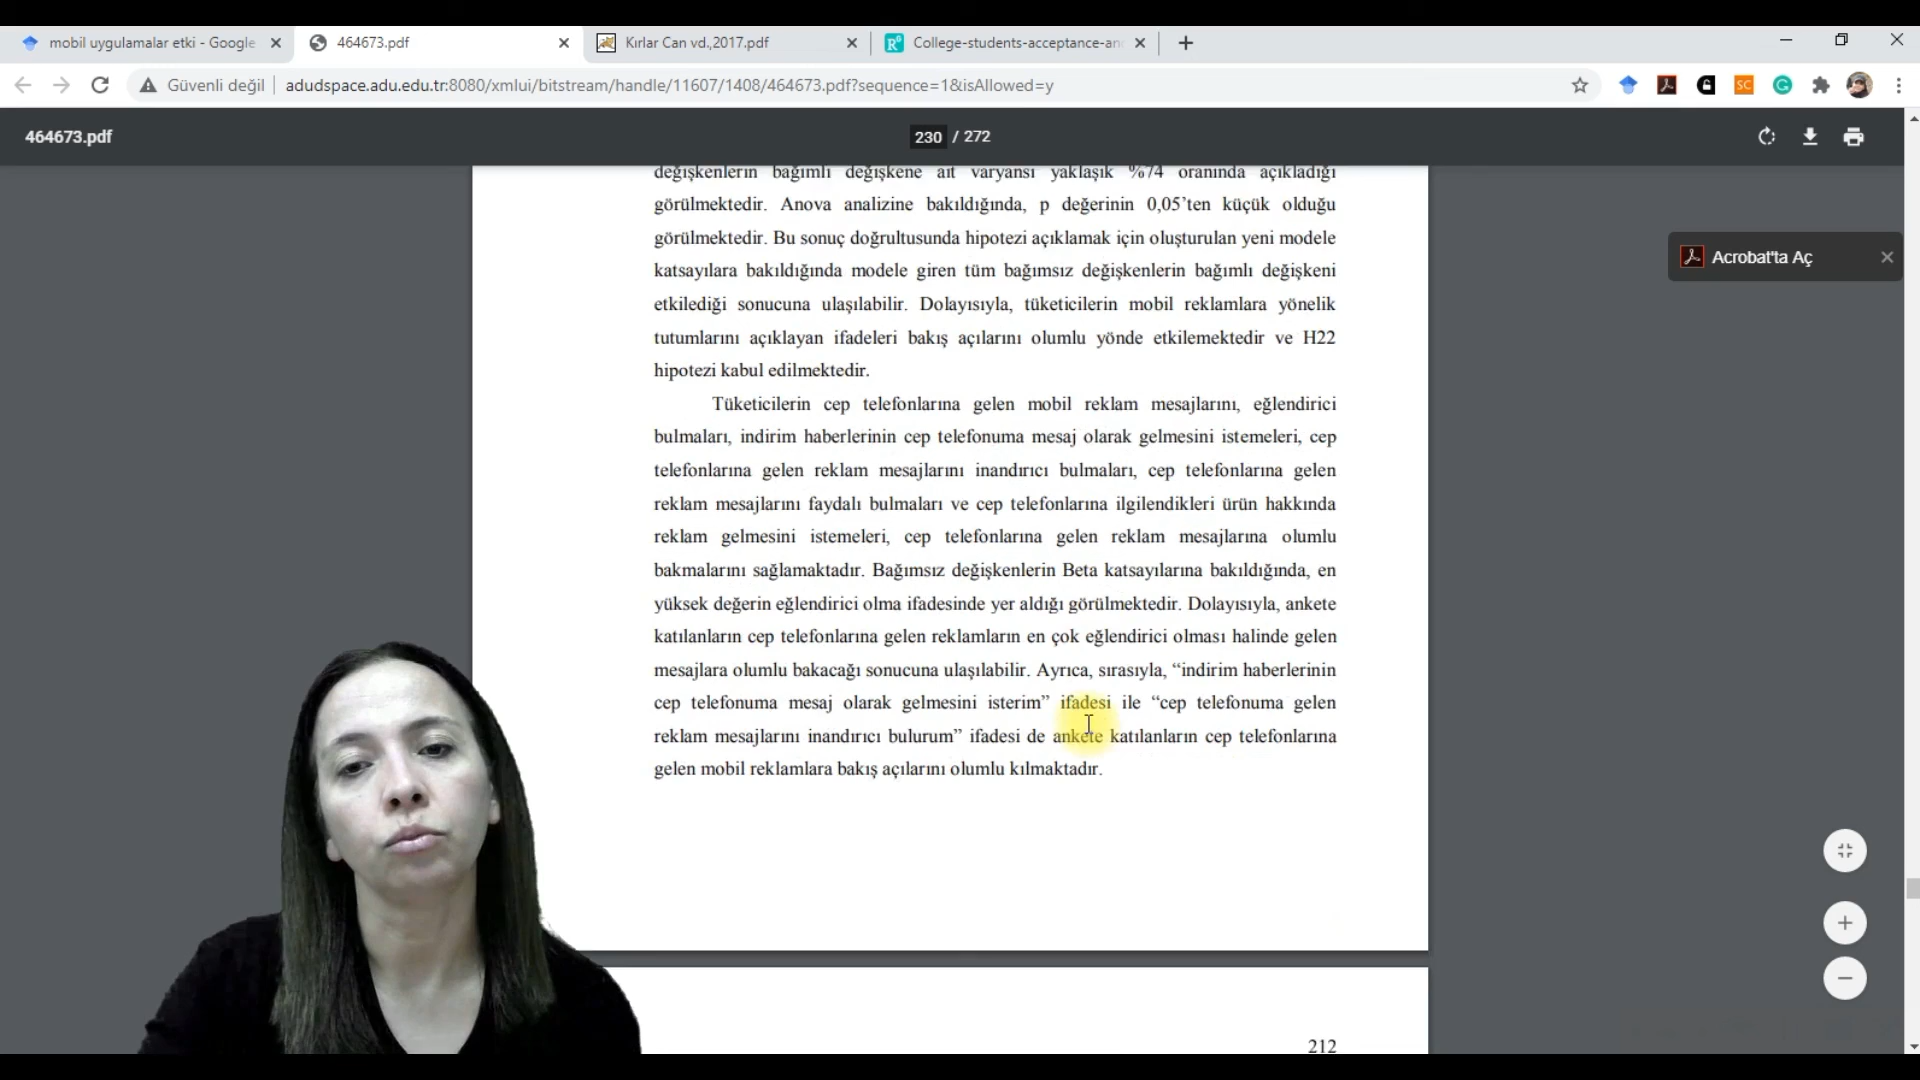 mobil uygulamalar etki - Google
464673.pdf
Kırlar Can vd.,2017.pdf
College-students-acceptance-an
Güvenli değil
adudspace.adu.edu.tr:8080/xmlui/bitstream/handle/11607/1408/464673.pdf?sequence=1&isAllowed=y
SC
464673.pdf
230 / 272
Acrobat'ta Aç
değişkenlerin bağımlı değişkene ait varyansı yaklaşık %74 oranında açıkladığı
görülmektedir. Anova analizine bakıldığında, p değerinin 0,05’ten küçük olduğu
görülmektedir. Bu sonuç doğrultusunda hipotezi açıklamak için oluşturulan yeni modele
katsayılara bakıldığında modele giren tüm bağımsız değişkenlerin bağımlı değişkeni
etkilediği sonucuna ulaşılabilir. Dolayısıyla, tüketicilerin mobil reklamlara yönelik
tutumlarını açıklayan ifadeleri bakış açılarını olumlu yönde etkilemektedir ve H22
hipotezi kabul edilmektedir.
Tüketicilerin cep telefonlarına gelen mobil reklam mesajlarını, eğlendirici
bulmaları, indirim haberlerinin cep telefonuma mesaj olarak gelmesini istemeleri, cep
telefonlarına gelen reklam mesajlarını inandırıcı bulmaları, cep telefonlarına gelen
reklam mesajlarını faydalı bulmaları ve cep telefonlarına ilgilendikleri ürün hakkında
reklam gelmesini istemeleri, cep telefonlarına gelen reklam mesajlarına olumlu
bakmalarını sağlamaktadır. Bağımsız değişkenlerin Beta katsayılarına bakıldığında, en
yüksek değerin eğlendirici olma ifadesinde yer aldığı görülmektedir. Dolayısıyla, ankete
katılanların cep telefonlarına gelen reklamların en çok eğlendirici olması halinde gelen
mesajlara olumlu bakacağı sonucuna ulaşılabilir. Ayrıca, sırasıyla, “indirim haberlerinin
cep telefonuma mesaj olarak gelmesini isterim” ifadesi ile “cep telefonuma gelen
reklam mesajlarını inandırıcı bulurum” ifadesi de ankete katılanların cep telefonlarına
gelen mobil reklamlara bakış açılarını olumlu kılmaktadır.
212